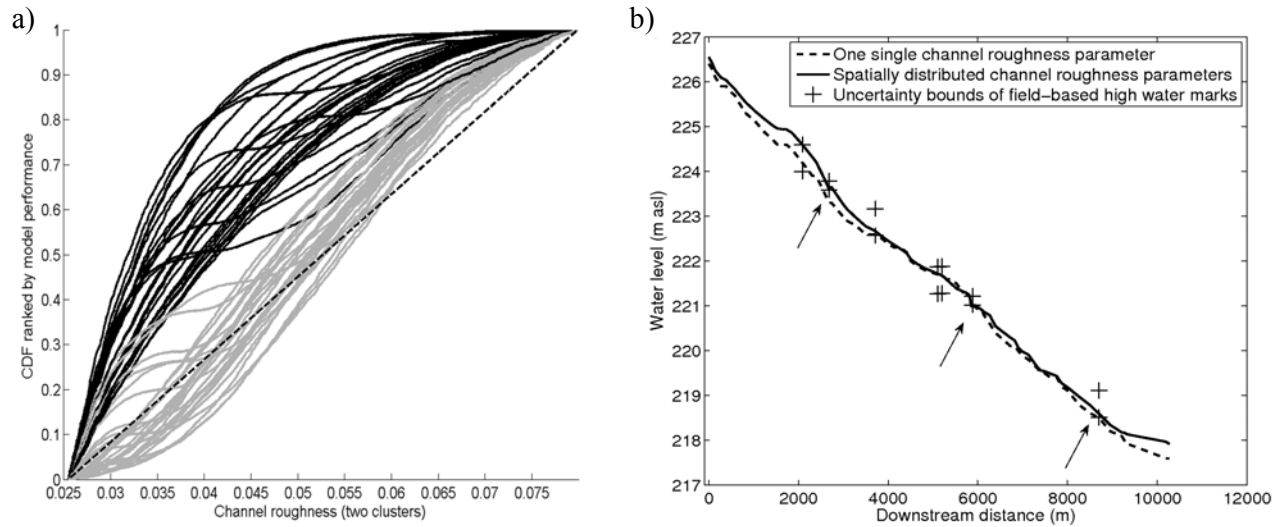 a)
1
0.9
0.8
0.7
0.6
0.5
0.4
0.3
0.2
0.1
0
CDF ranked by model performance
0.025 0.03 0.035 0.04 0.045 0.05 0.055 0.06 0.065 0.07 0.075
Channel roughness (two clusters)
b)
227
226
225
224
223
222
221
220
219
218
217
Water level (m asl)
One single channel roughness parameter
Spatially distributed channel roughness parameters
Uncertainty bounds of field-based high water marks
0 2000 4000 6000 8000 10000 12000
Downstream distance (m)